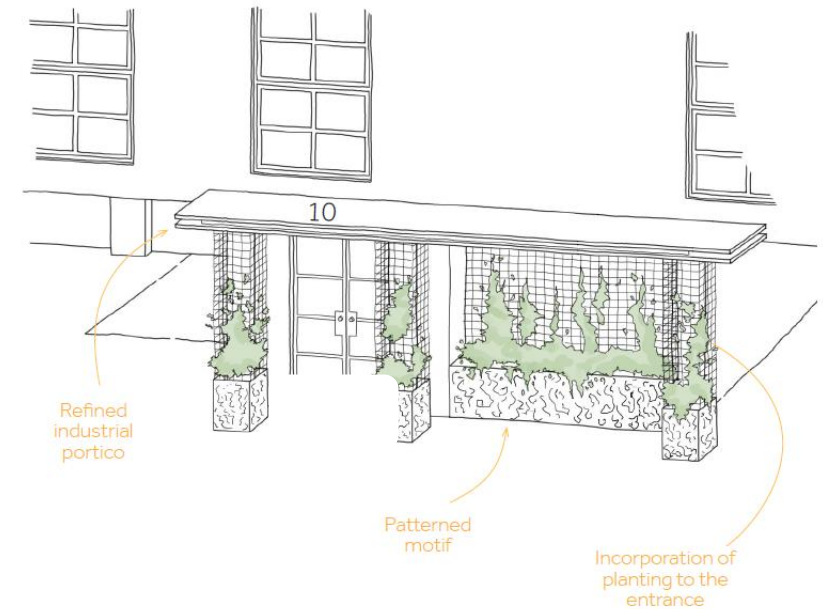 10
Refined
industrial
portico
Patterned
motif
Incorporation of
planting to the
entrance